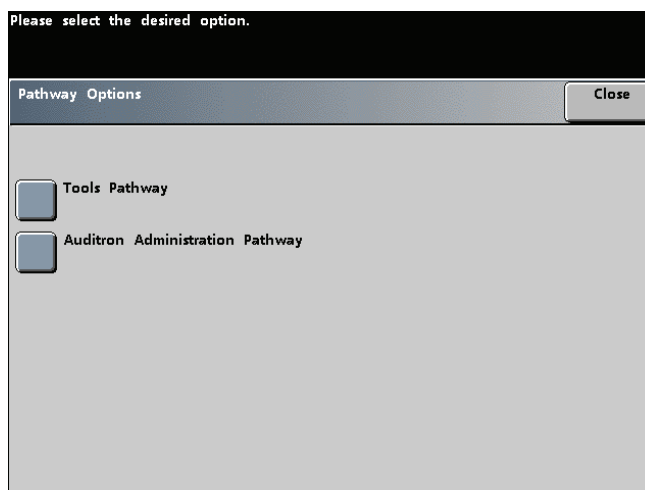 Please select the desired option.
Pathway Options
Close
Tools Pathway
Auditron Administration Pathway